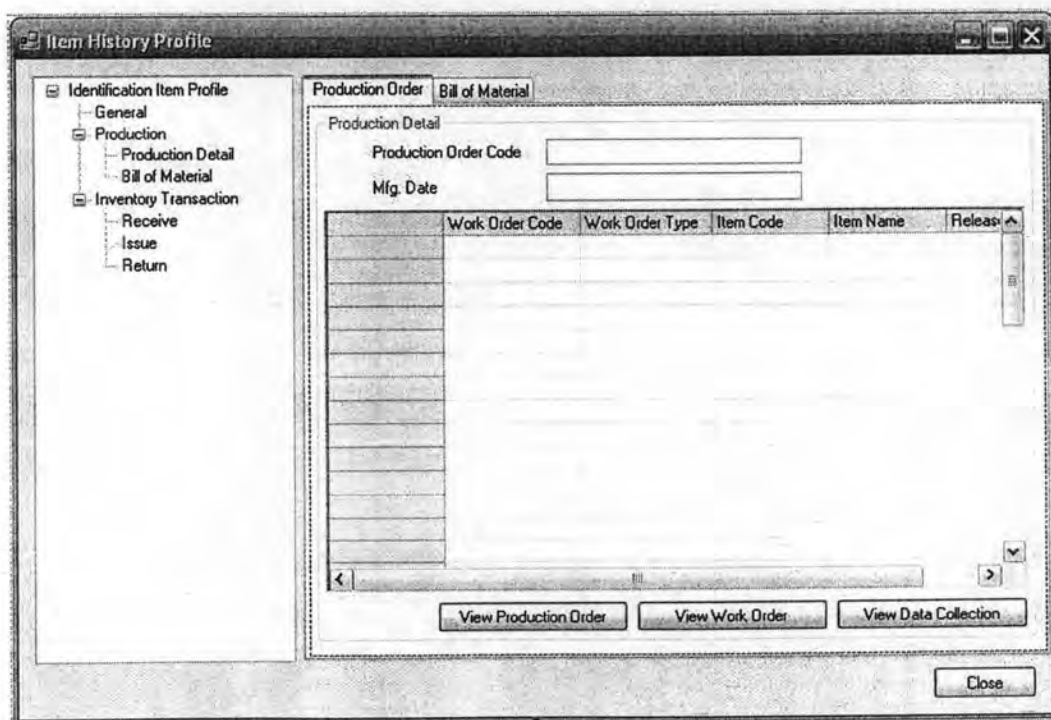 Item History Profile
Identification Item Profile
General
Production
Production Detail
Bill of Material
Inventory Transaction
Receive
Issue
Return
Production Order Bill of Material
Production Detail
Production Order Code
Mfg. Date
Work Order Code Work Order Type Item Code Item Name Releas
View Production Order View Work Order View Data Collection
Close